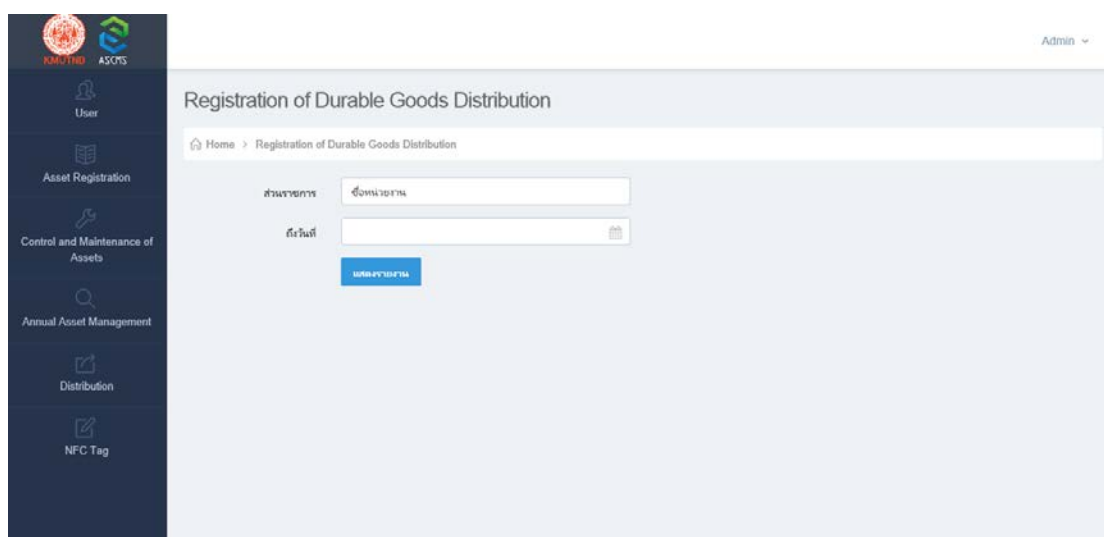 KMUTNB ASCMS
Admin
User
Asset Registration
Control and Maintenance of
Assets
Annual Asset Management
Distribution
NFC Tag
Registration of Durable Goods Distribution
Home > Registration of Durable Goods Distribution
ส่วนราชการ
ชื่อหน่วยงาน
ถึงวันที่
แสดงรายงาน